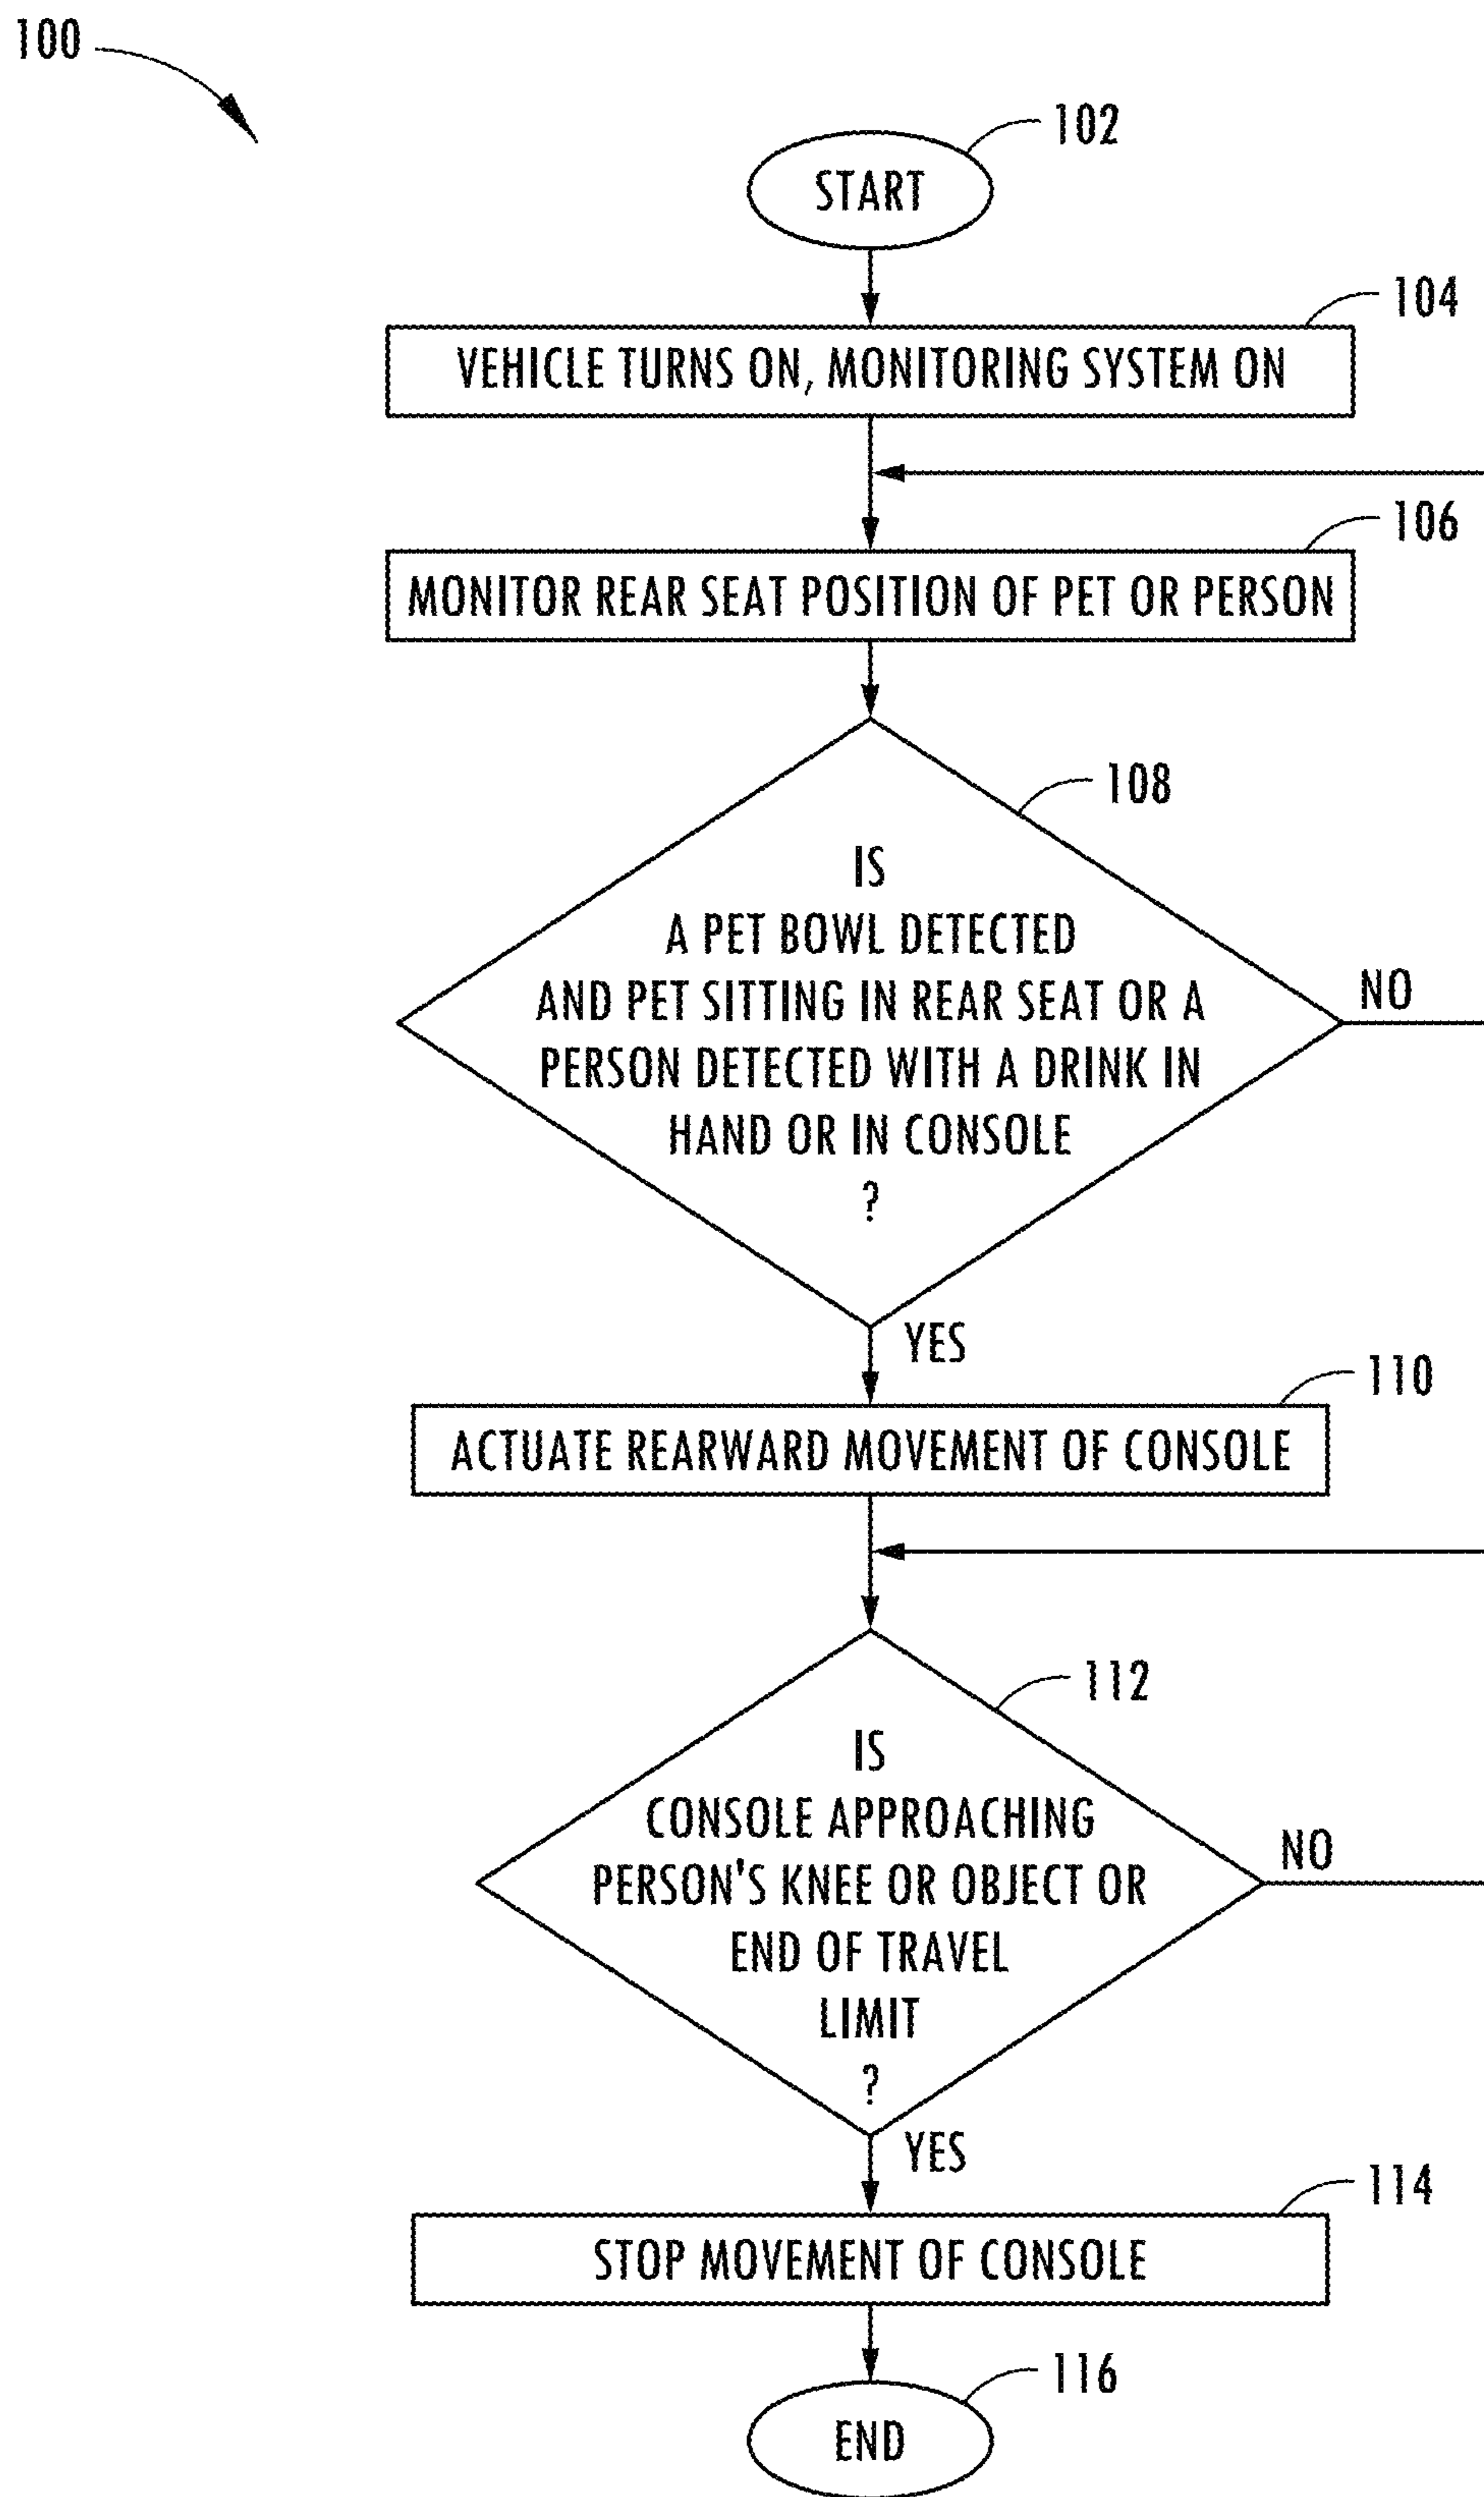 100
102
START
104
VEHICLE TURNS ON, MONITORING SYSTEM ON
106
MONITOR REAR SEAT POSITION OF PET OR PERSON
108
IS
A PET BOWL DETECTED
AND PET SITTING IN REAR SEAT OR A
PERSON DETECTED WITH A DRINK IN
HAND OR IN CONSOLE
?
NO
YES
110
ACTUATE REARWARD MOVEMENT OF CONSOLE
112
IS
CONSOLE APPROACHING
PERSON'S KNEE OR OBJECT OR
END OF TRAVEL
LIMIT
?
NO
YES
114
STOP MOVEMENT OF CONSOLE
116
END